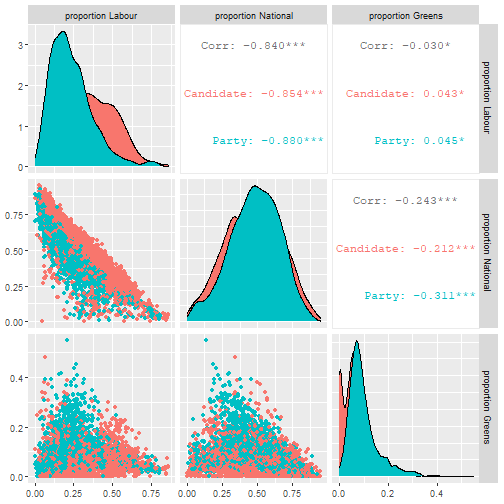 proportion Labour
proportion National
proportion Greens
3
2
1
0
Corr: -0.840***
Candidate: -0.854***
Party: -0.880***
Corr: -0.030*
Candidate: 0.043*
Party: 0.045*
proportion Labour
0.75
0.50
0.25
0.00
Corr: -0.243***
Candidate: -0.212***
Party: -0.311***
proportion National
0.4
0.2
0.0
proportion Greens
0.00
0.25
0.50
0.75
0.00
0.25
0.50
0.75
0.0
0.2
0.4